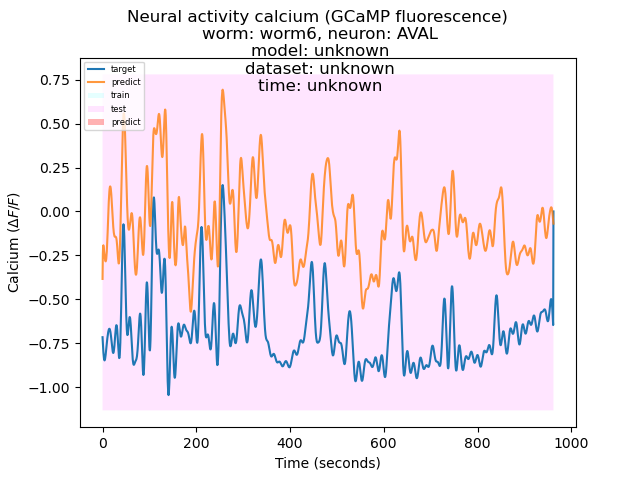 Neural activity calcium (GCaMP fluorescence)
worm: worm6, neuron: AVAL
model: unknown
dataset: unknown
time: unknown
target
predict
train
test
predict
Calcium (ΔF/F)
0.75
0.50
0.25
0.00
−0.25
−0.50
−0.75
−1.00
0 200 400 600 800 1000
Time (seconds)